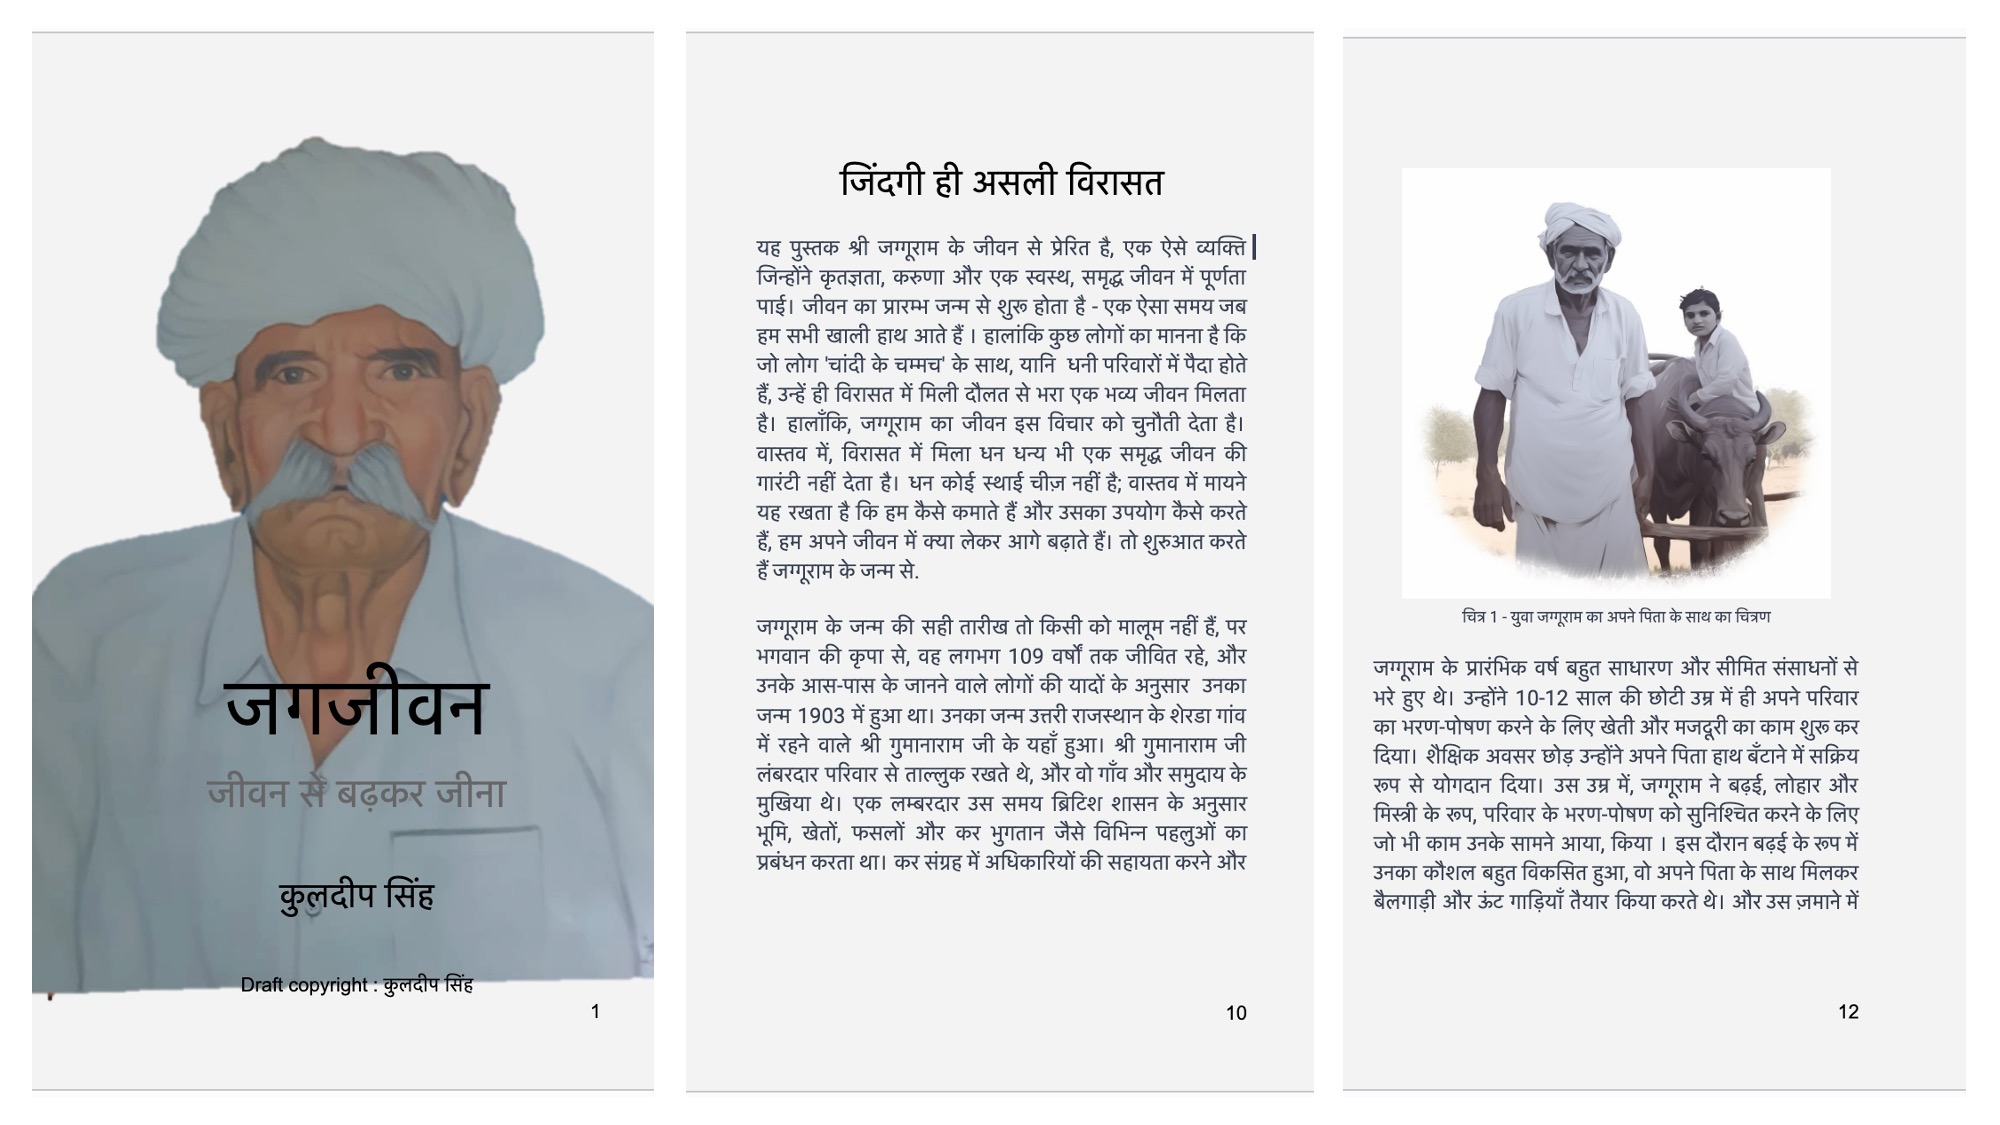 जगजीवन
जीवन से बढ़कर जीना
कुलदीप सिंह
Draft copyright : कुलदीप सिंह
1
जिंदगी ही असली विरासत
यह पुस्तक श्री जग्गूराम के जीवन से प्रेरित है, एक ऐसे व्यक्ति
जिन्होंने कृतज्ञता, करुणा और एक स्वस्थ, समृद्ध जीवन में पूर्णता
पाई। जीवन का प्रारम्भ जन्म से शुरू होता है - एक ऐसा समय जब
हम सभी खाली हाथ आते हैं । हालांकि कुछ लोगों का मानना है कि
जो लोग 'चांदी के चम्मच' के साथ, यानि धनी परिवारों में पैदा होते
हैं, उन्हें ही विरासत में मिली दौलत से भरा एक भव्य जीवन मिलता
है। हालाँकि, जग्गूराम का जीवन इस विचार को चुनौती देता है।
वास्तव में, विरासत में मिला धन धन्य भी एक समृद्ध जीवन की
गारंटी नहीं देता है। धन कोई स्थाई चीज़ नहीं है; वास्तव में मायने
यह रखता है कि हम कैसे कमाते हैं और उसका उपयोग कैसे करते
हैं, हम अपने जीवन में क्या लेकर आगे बढ़ाते हैं। तो शुरुआत करते
हैं जग्गूराम के जन्म से.
जग्गूराम के जन्म की सही तारीख तो किसी को मालूम नहीं हैं, पर
भगवान की कृपा से, वह लगभग 109 वर्षों तक जीवित रहे, और
उनके आस-पास के जानने वाले लोगों की यादों के अनुसार उनका
जन्म 1903 में हुआ था। उनका जन्म उत्तरी राजस्थान के शेरडा गांव
में रहने वाले श्री गुमानाराम जी के यहाँ हुआ। श्री गुमानाराम जी
लंबरदार परिवार से ताल्लुक रखते थे, और वो गाँव और समुदाय के
मुखिया थे। एक लम्बरदार उस समय ब्रिटिश शासन के अनुसार
भूमि, खेतों, फसलों और कर भुगतान जैसे विभिन्न पहलुओं का
प्रबंधन करता था। कर संग्रह में अधिकारियों की सहायता करने और
10
चित्र 1 - युवा जग्गूराम का अपने पिता के साथ का चित्रण
जग्गूराम के प्रारंभिक वर्ष बहुत साधारण और सीमित संसाधनों से
भरे हुए थे। उन्होंने 10-12 साल की छोटी उम्र में ही अपने परिवार
का भरण-पोषण करने के लिए खेती और मजदूरी का काम शुरू कर
दिया। शैक्षिक अवसर छोड़ उन्होंने अपने पिता हाथ बँटाने में सक्रिय
रूप से योगदान दिया। उस उम्र में, जग्गूराम ने बढ़ई, लोहार और
मिस्त्री के रूप, परिवार के भरण-पोषण को सुनिश्चित करने के लिए
जो भी काम उनके सामने आया, किया । इस दौरान बढ़ई के रूप में
उनका कौशल बहुत विकसित हुआ, वो अपने पिता के साथ मिलकर
बैलगाड़ी और ऊंट गाड़ियाँ तैयार किया करते थे। और उस ज़माने में
12